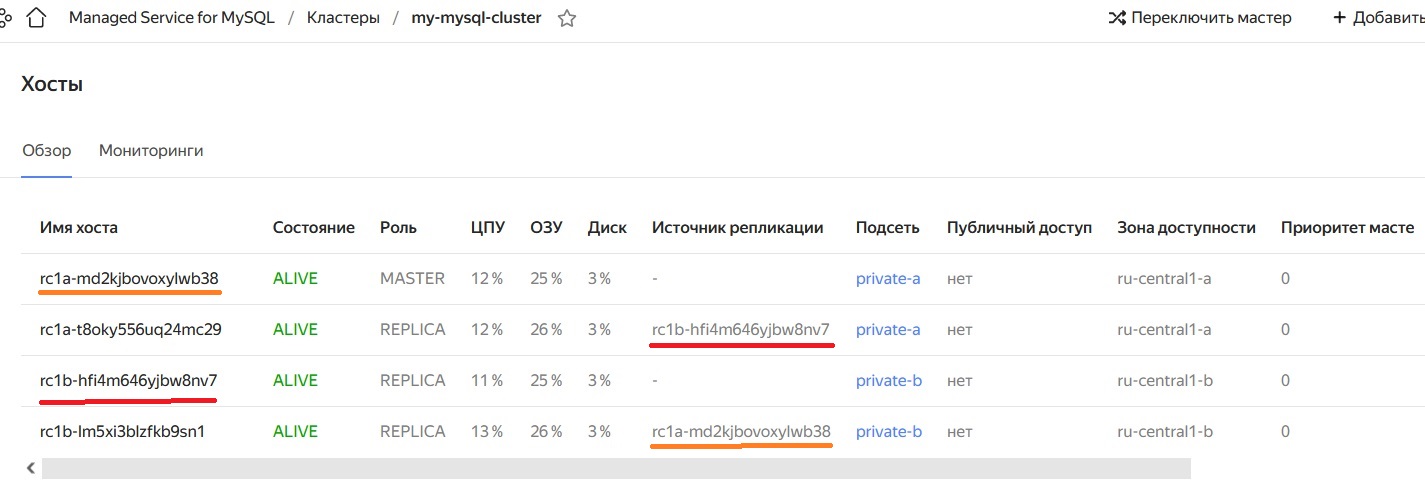 Managed Service for MySQL / Кластеры / my-mysql-cluster Переключить мастер + Добавить
Хосты
Обзор Мониторинги
Имя хоста Состояние Роль ЦПУ ОЗУ Диск Источник репликации Подсеть Публичный доступ Зона доступности Приоритет масте
rc1a-md2kjbovoxylwb38 ALIVE MASTER 12 % 25 % 3 % - private-a нет ru-central1-a 0
rc1a-t8oky556uq24mc29 ALIVE REPLICA 12 % 26 % 3 % rc1b-hfi4m646yjbw8nv7 private-a нет ru-central1-a 0
rc1b-hfi4m646yjbw8nv7 ALIVE REPLICA 11 % 25 % 3 % - private-b нет ru-central1-b 0
rc1b-lm5xi3blzfkb9sn1 ALIVE REPLICA 13 % 26 % 3 % rc1a-md2kjbovoxylwb38 private-b нет ru-central1-b 0